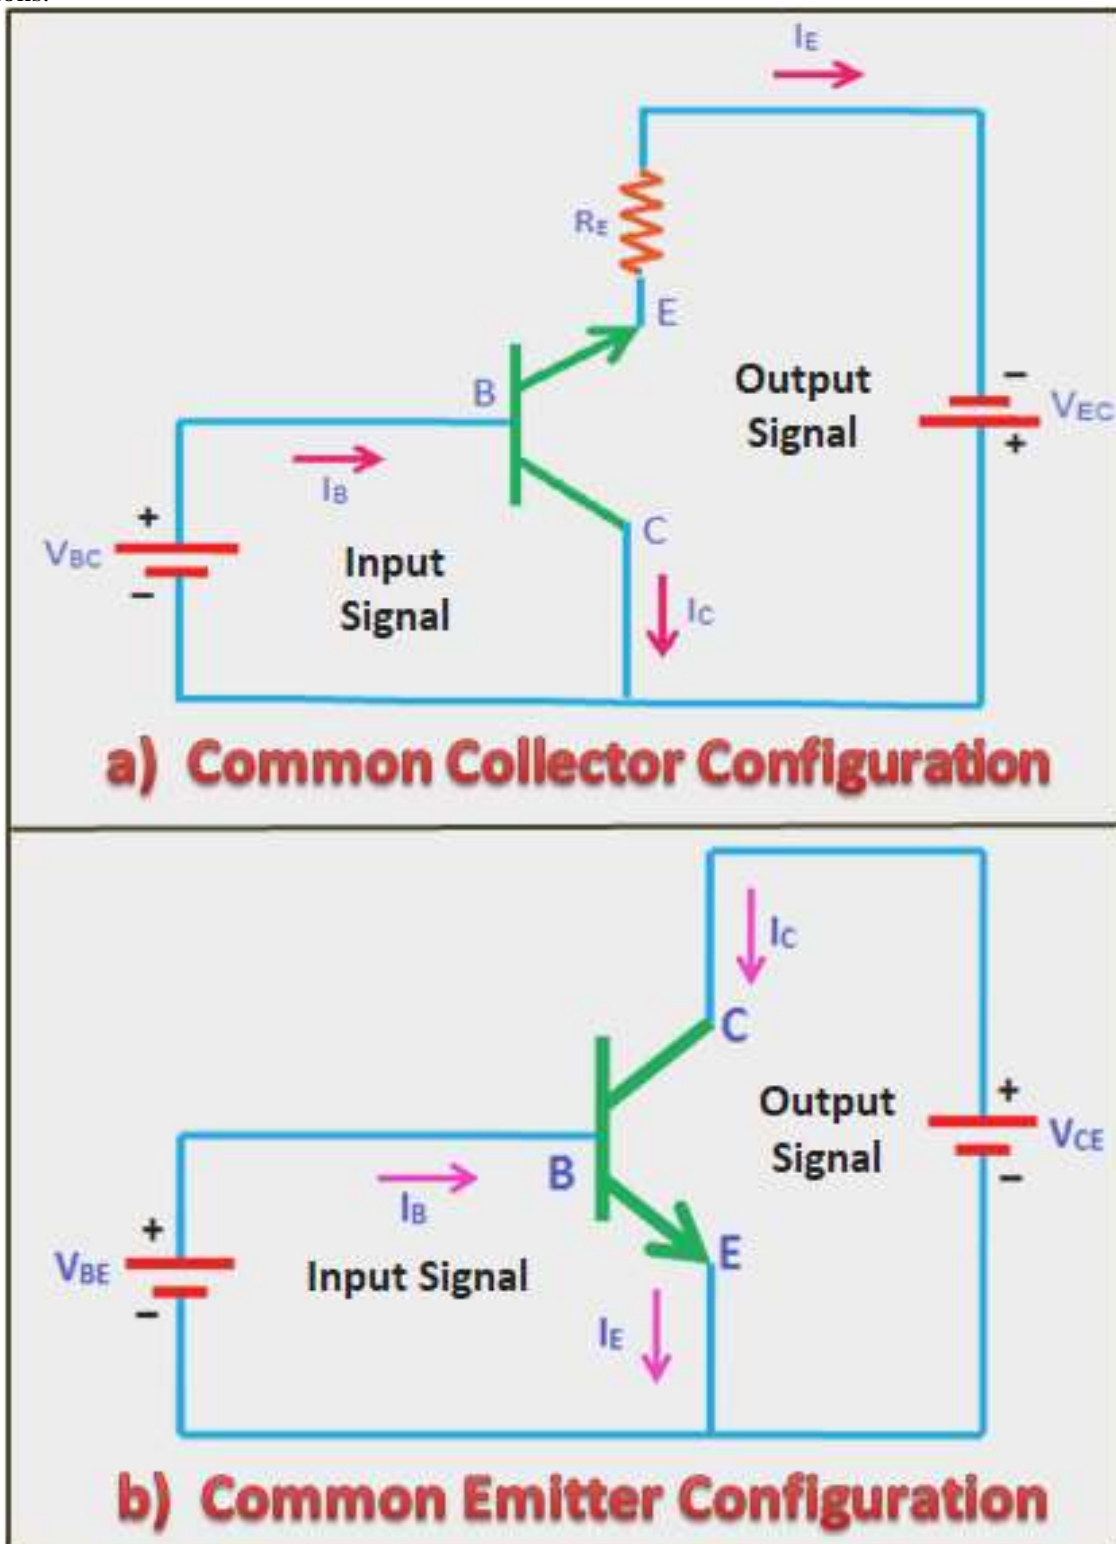 IE
RE
E
B
Output
Signal
−
VEC
+
IB
+
VBC
−
Input
Signal
C
IC
a) Common Collector Configuration
IC
C
Output
Signal
+
VCE
−
B
IB
+
VBE
−
Input Signal
E
IE
b) Common Emitter Configuration